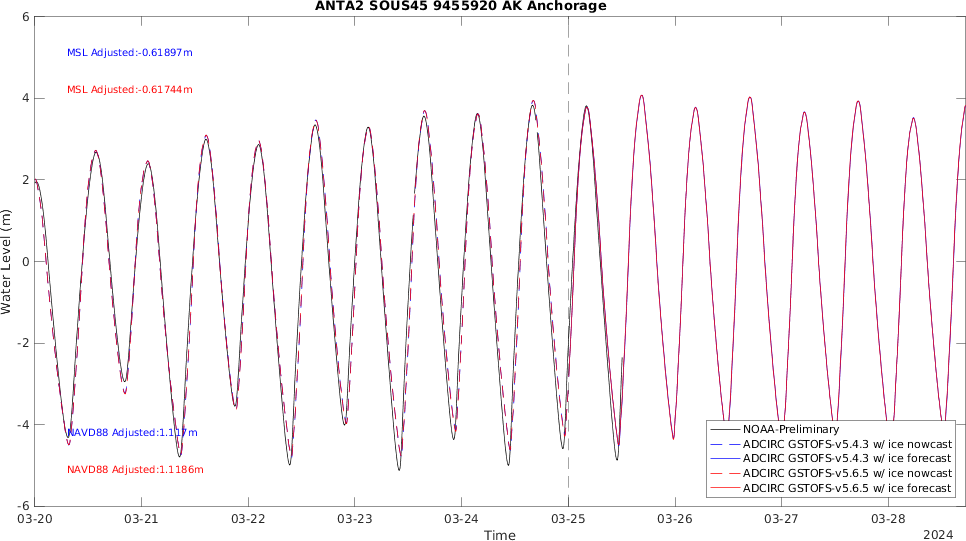 ANTA2 SOUS45 9455920 AK Anchorage
MSL Adjusted:-0.61897m
MSL Adjusted:-0.61744m
NAVD88 Adjusted:1.117m
NAVD88 Adjusted:1.1186m
Water Level (m)
6
4
2
0
-2
-4
-6
NOAA-Preliminary
ADCIRC GSTOFS-v5.4.3 w/ ice nowcast
ADCIRC GSTOFS-v5.4.3 w/ ice forecast
ADCIRC GSTOFS-v5.6.5 w/ ice nowcast
ADCIRC GSTOFS-v5.6.5 w/ ice forecast
03-20 03-21 03-22 03-23 03-24 03-25 03-26 03-27 03-28
Time
2024